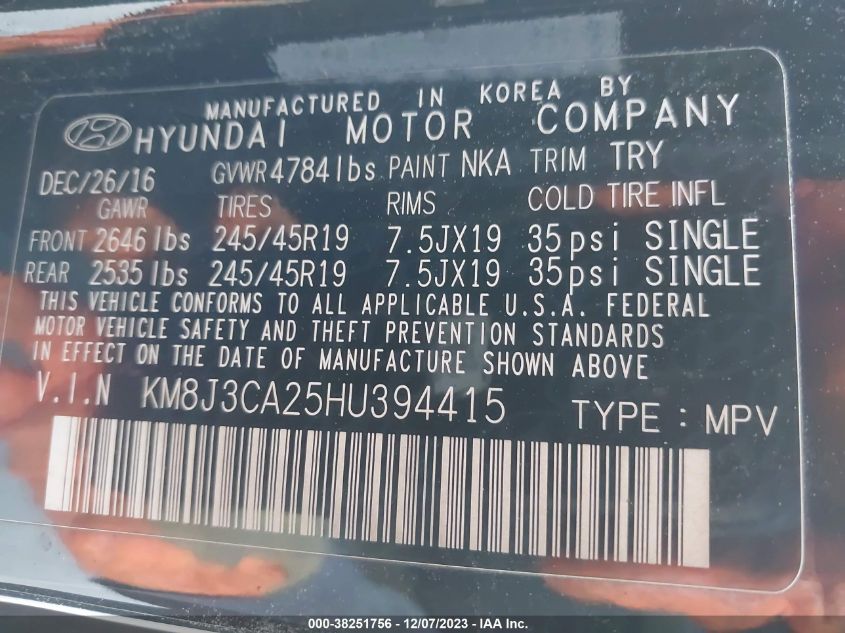 MANUFACTURED IN KOREA BY
HYUNDAI MOTOR COMPANY
DEC/26/16 GVWR 4784 lbs PAINT NKA TRIM TRY
GAWR TIRES RIMS COLD TIRE INFL
FRONT 2646 lbs 245/45R19 7.5JX19 35psi SINGLE
REAR 2535 lbs 245/45R19 7.5JX19 35psi SINGLE
THIS VEHICLE CONFORMS TO ALL APPLICABLE U.S.A. FEDERAL
MOTOR VEHICLE SAFETY AND THEFT PREVENTION STANDARDS
IN EFFECT ON THE DATE OF MANUFACTURE SHOWN ABOVE
V.I.N KM8J3CA25HU394415 TYPE : MPV
000-38251756 - 12/07/2023 - IAA Inc.